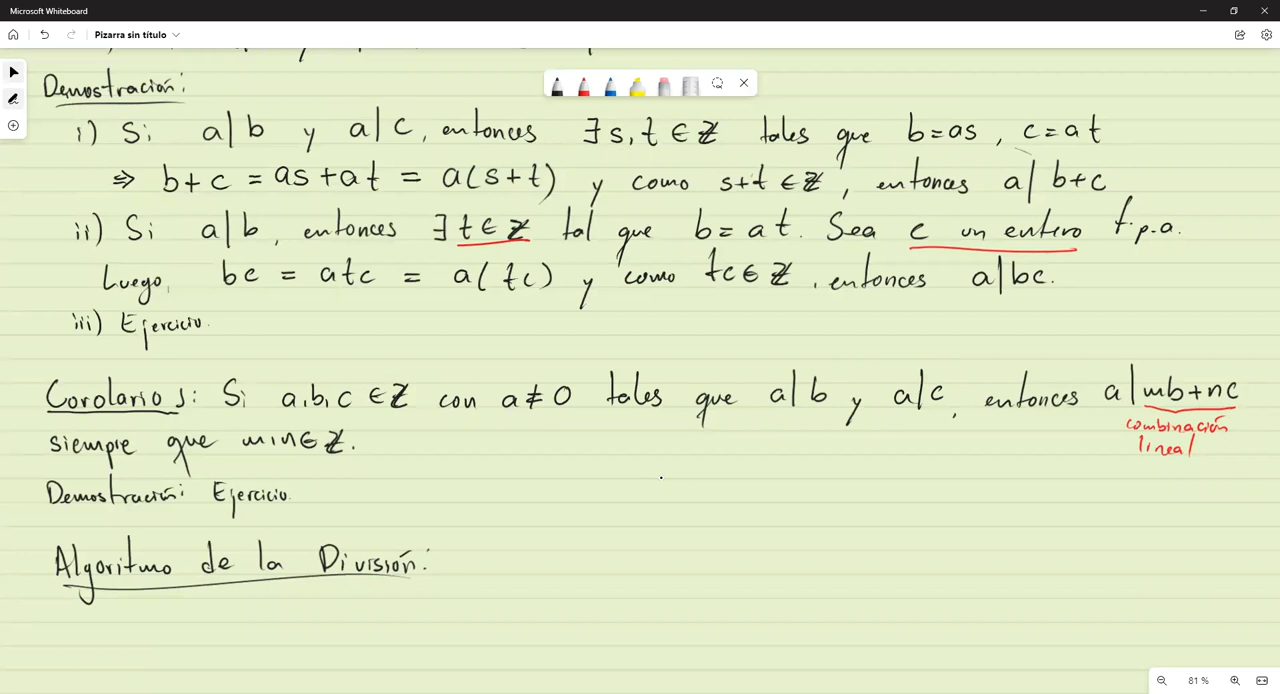 Microsoft Whiteboard
Pizarra sin título
Demostración:
i) Si a|b y a|c, entonces ∃ s,t ∈ ℤ tales que b=as, c=at
⇒ b+c = as+at = a(s+t) y como s+t ∈ ℤ, entonces a|b+c
ii) Si a|b, entonces ∃ t ∈ ℤ tal que b=at. Sea c un entero f.p.a.
Luego, bc = atc = a(tc) y como tc ∈ ℤ, entonces a|bc.
iii) Ejercicio.
Corolario 1: Si a,b,c ∈ ℤ con a≠0 tales que a|b y a|c, entonces a|mb+nc
combinación
lineal
siempre que m,n ∈ ℤ.
Demostración: Ejercicio.
Algoritmo de la División:
81 %